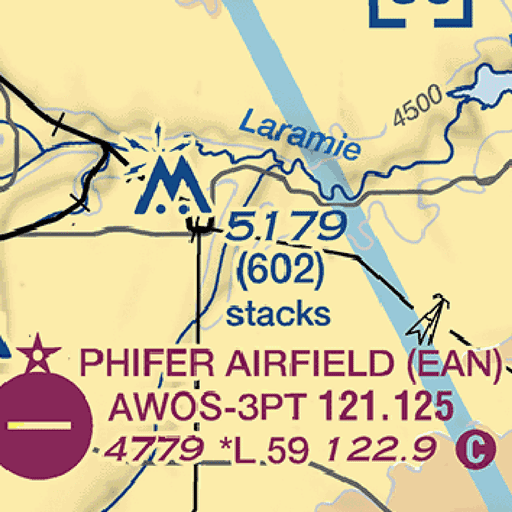 4500
Laramie
5179
(602)
stacks
PHIFER AIRFIELD (EAN)
AWOS-3PT 121.125
4779 *L 59 122.9 C